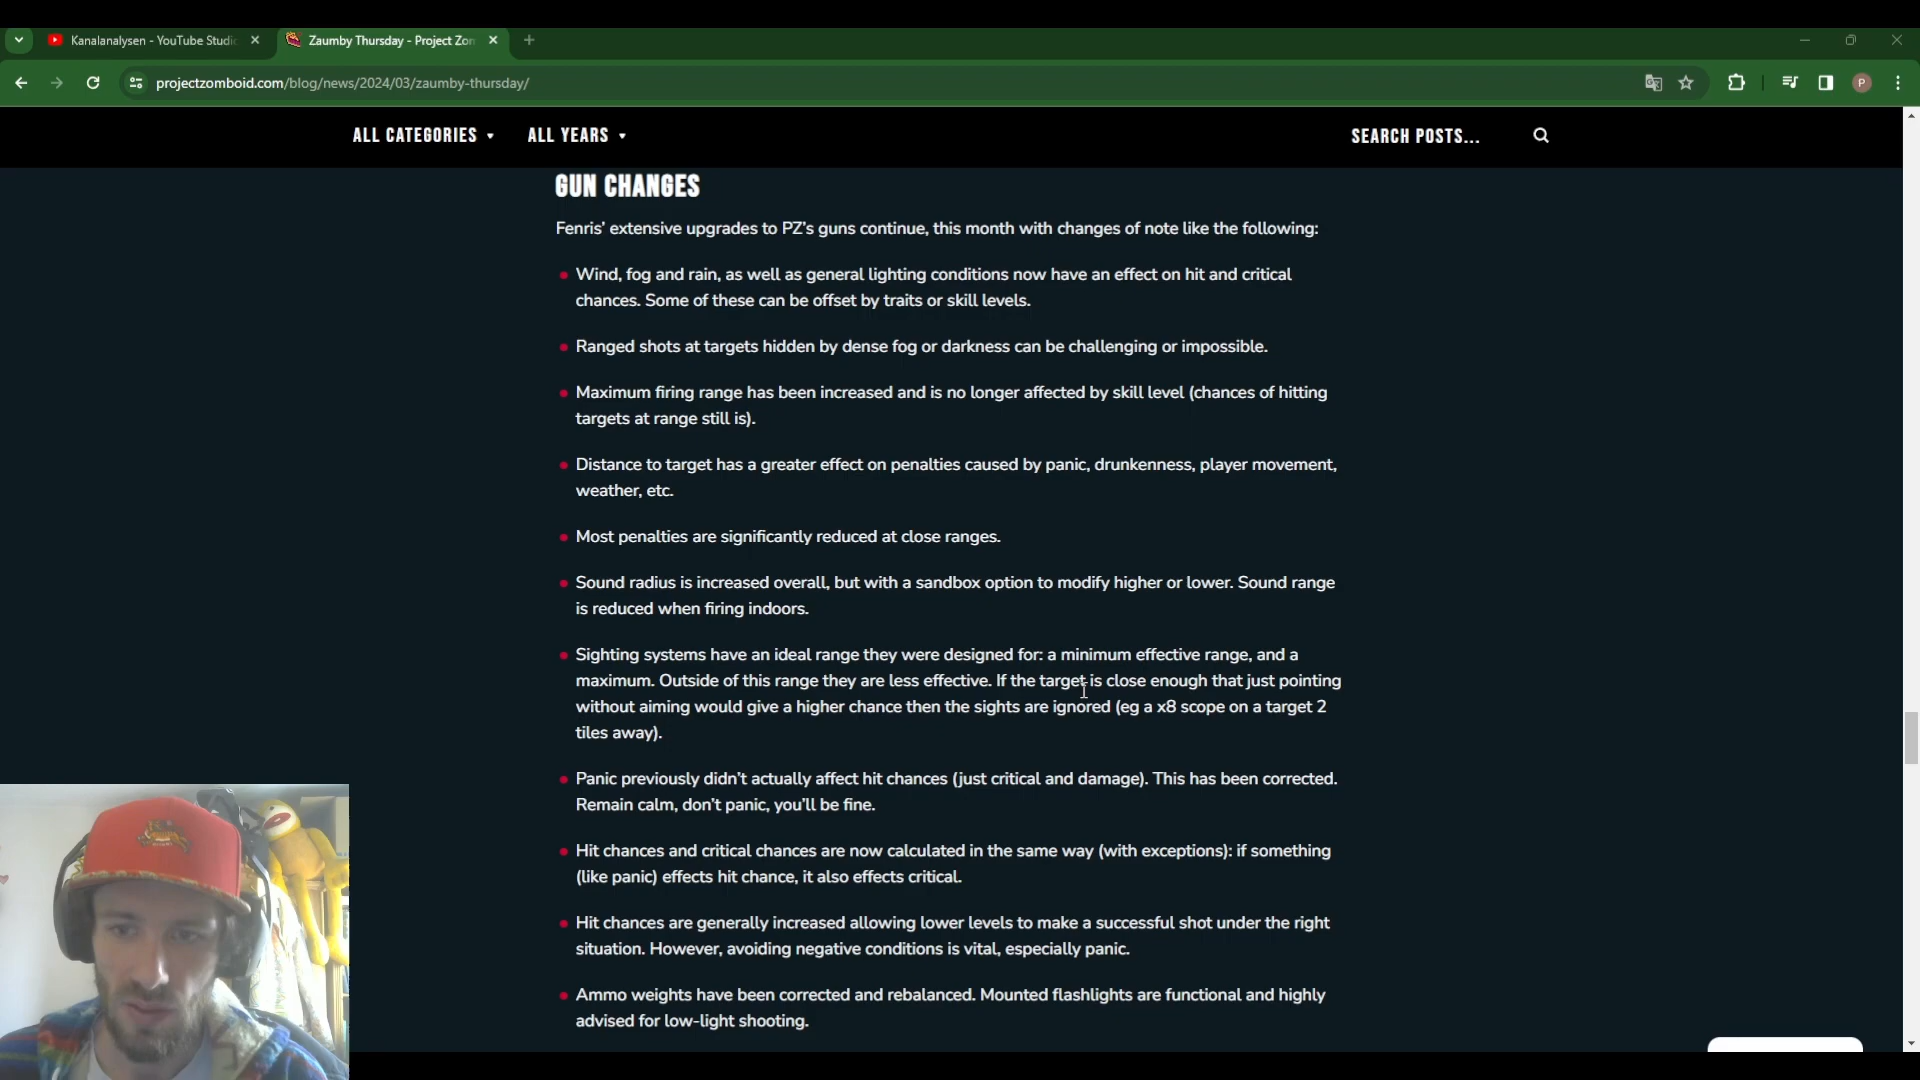 Kanalanalysen - YouTube Studi
Zaumby Thursday - Project Zon
projectzomboid.com/blog/news/2024/03/zaumby-thursday/
P
ALL CATEGORIES
ALL YEARS
SEARCH POSTS...
GUN CHANGES
Fenris' extensive upgrades to PZ's guns continue, this month with changes of note like the following:
Wind, fog and rain, as well as general lighting conditions now have an effect on hit and critical
chances. Some of these can be offset by traits or skill levels.
Ranged shots at targets hidden by dense fog or darkness can be challenging or impossible.
Maximum firing range has been increased and is no longer affected by skill level (chances of hitting
targets at range still is).
Distance to target has a greater effect on penalties caused by panic, drunkenness, player movement,
weather, etc.
Most penalties are significantly reduced at close ranges.
Sound radius is increased overall, but with a sandbox option to modify higher or lower. Sound range
is reduced when firing indoors.
Sighting systems have an ideal range they were designed for: a minimum effective range, and a
maximum. Outside of this range they are less effective. If the target is close enough that just pointing
without aiming would give a higher chance then the sights are ignored (eg a x8 scope on a target 2
tiles away).
Panic previously didn't actually affect hit chances (just critical and damage). This has been corrected.
Remain calm, don't panic, you'll be fine.
Hit chances and critical chances are now calculated in the same way (with exceptions): if something
(like panic) effects hit chance, it also effects critical.
Hit chances are generally increased allowing lower levels to make a successful shot under the right
situation. However, avoiding negative conditions is vital, especially panic.
Ammo weights have been corrected and rebalanced. Mounted flashlights are functional and highly
advised for low-light shooting.